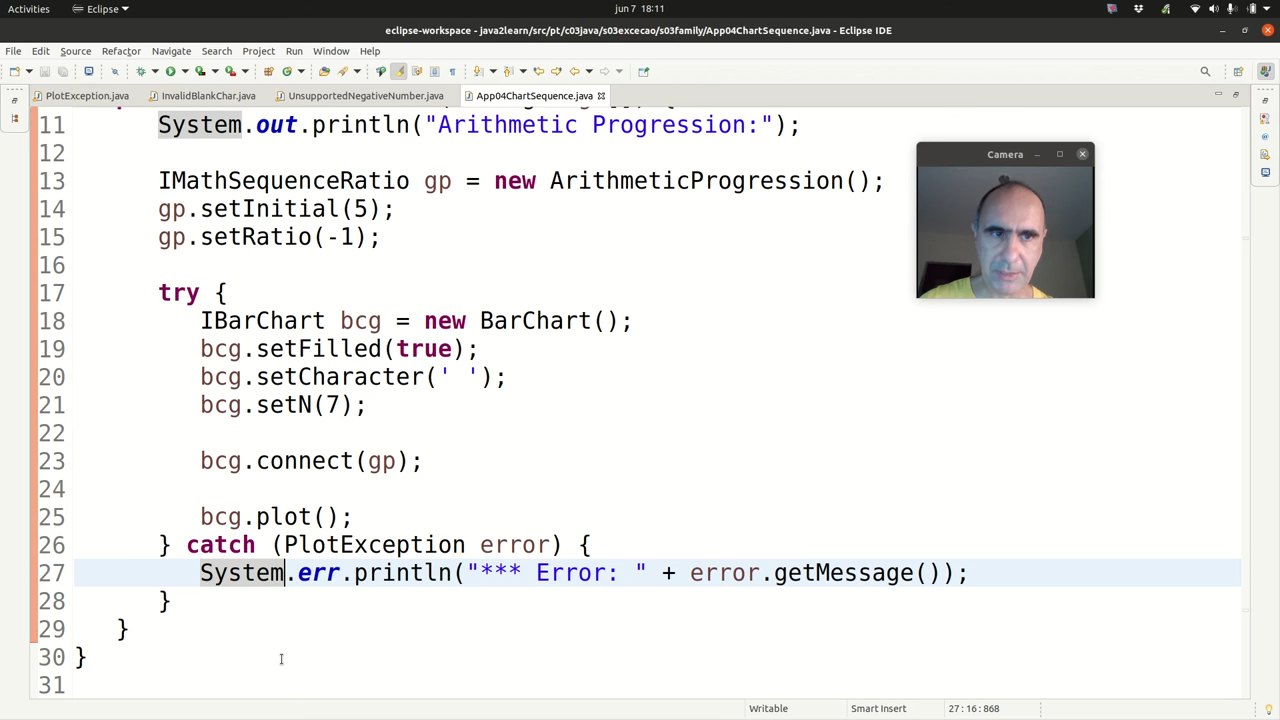 Activities
Eclipse
jun 7 18:11
eclipse-workspace - java2learn/src/pt/c03java/s03excecao/s03family/App04ChartSequence.java - Eclipse IDE
File Edit Source Refactor Navigate Search Project Run Window Help
PlotException.java InvalidBlankChar.java UnsupportedNegativeNumber.java App04ChartSequence.java
11 System.out.println("Arithmetic Progression:");
12
13 IMathSequenceRatio gp = new ArithmeticProgression();
14 gp.setInitial(5);
15 gp.setRatio(-1);
16
17 try {
18 IBarChart bcg = new BarChart();
19 bcg.setFilled(true);
20 bcg.setCharacter(' ');
21 bcg.setN(7);
22
23 bcg.connect(gp);
24
25 bcg.plot();
26 } catch (PlotException error) {
27 System.err.println("*** Error: " + error.getMessage());
28 }
29 }
30 }
31
Camera
Writable Smart Insert 27 : 16 : 868